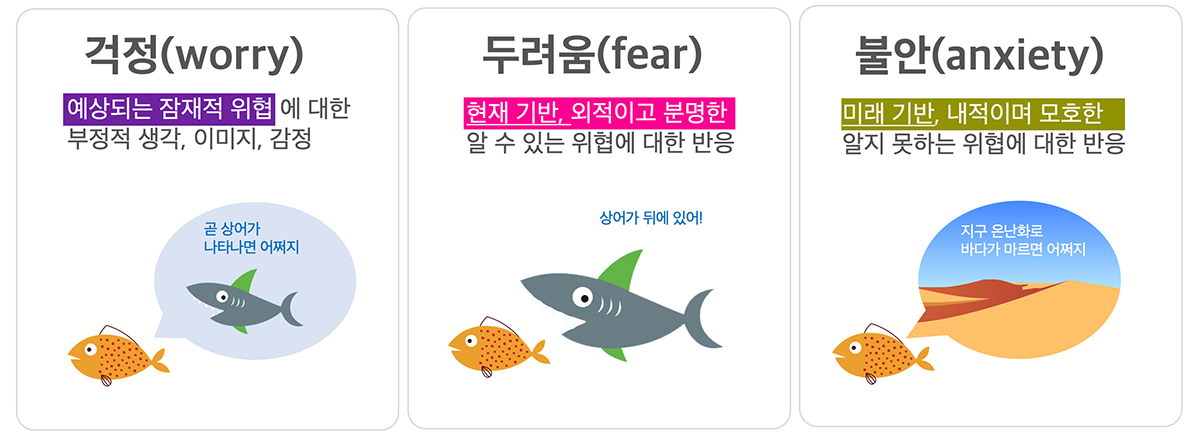 걱정(worry)
예상되는 잠재적 위협 에 대한
부정적 생각, 이미지, 감정
곧 상어가
나타나면 어쩌지
두려움(fear)
현재 기반, 외적이고 분명한
알 수 있는 위협에 대한 반응
상어가 뒤에 있어!
불안(anxiety)
미래 기반, 내적이며 모호한
알지 못하는 위협에 대한 반응
지구 온난화로
바다가 마르면 어쩌지